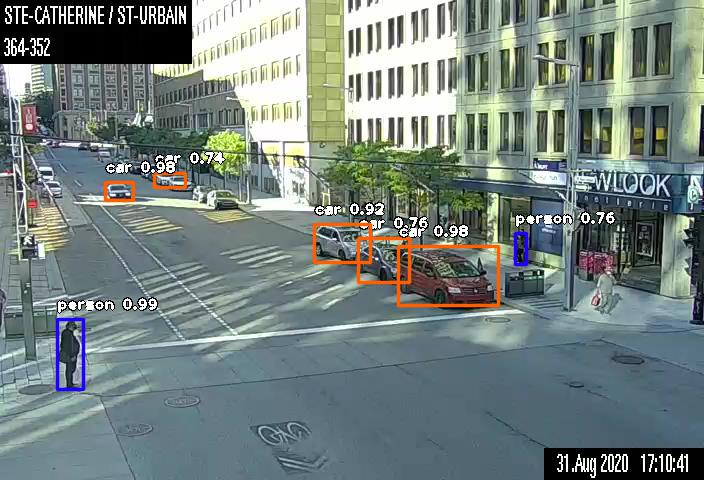 STE-CATHERINE / ST-URBAIN
364-352
car 0.98
car 0.74
car 0.92
car 0.76
car 0.98
person 0.76
person 0.99
EWLOOK
31.Aug 2020 17:10:41